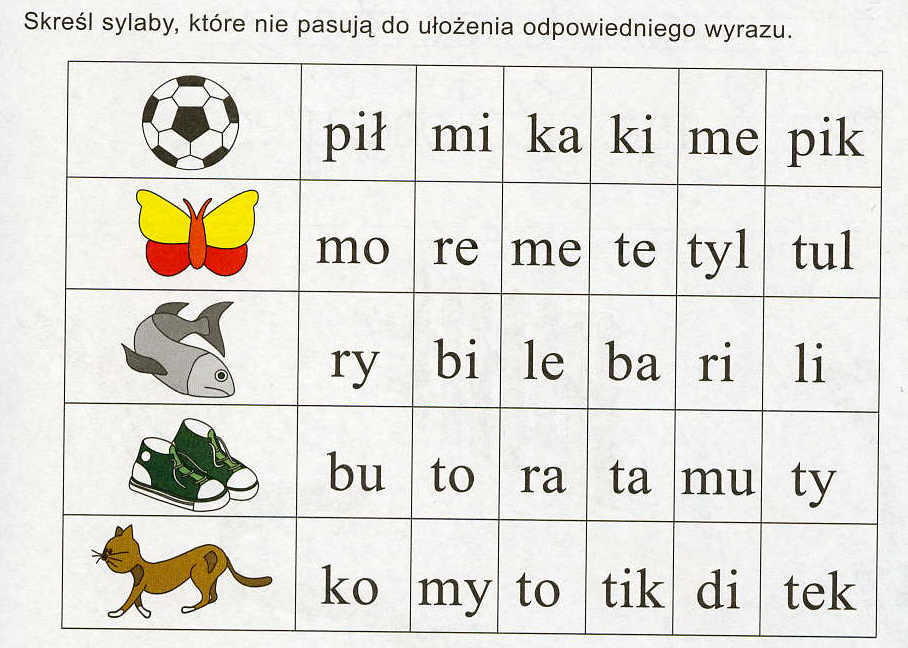 Skreśl sylaby, które nie pasują do ułożenia odpowiedniego wyrazu.
pił mi ka ki me pik
mo re me te tyl tul
ry bi le ba ri li
bu to ra ta mu ty
ko my to tik di tek